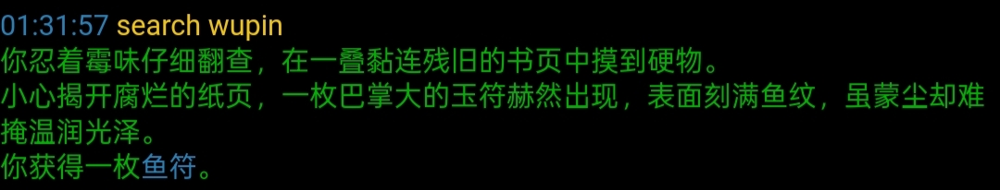 01:31:57 search wupin
你忍着霉味仔细翻查，在一叠黏连残旧的书页中摸到硬物。
小心揭开腐烂的纸页，一枚巴掌大的玉符赫然出现，表面刻满鱼纹，虽蒙尘却难
掩温润光泽。
你获得一枚鱼符。